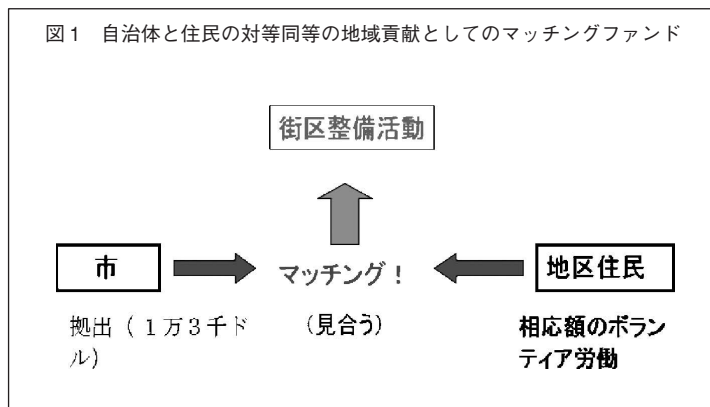 図1 自治体と住民の対等同等の地域貢献としてのマッチングファンド
街区整備活動
市
マッチング！
地区住民
拠出（１万３千ド
ル）
（見合う）
相応額のボラン
ティア労働